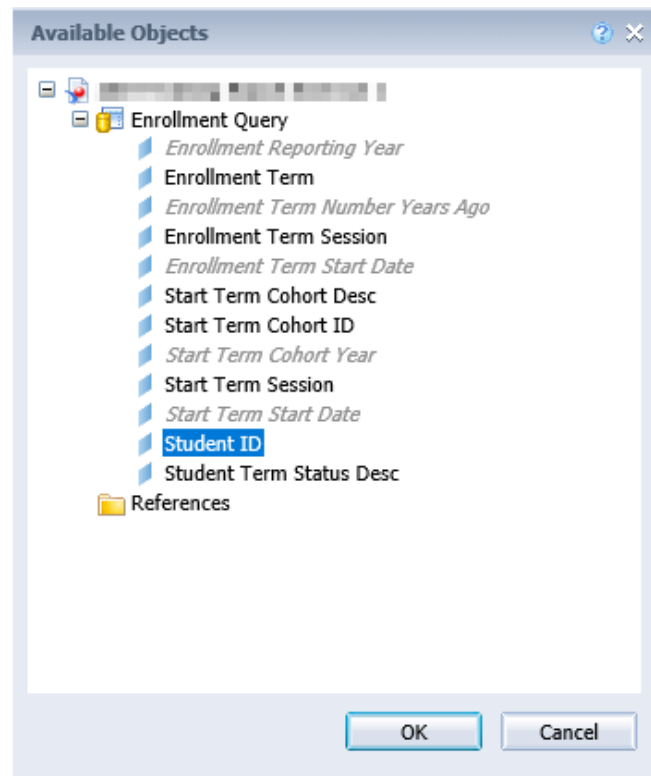 Available Objects
Enrollment Query
Enrollment Reporting Year
Enrollment Term
Enrollment Term Number Years Ago
Enrollment Term Session
Enrollment Term Start Date
Start Term Cohort Desc
Start Term Cohort ID
Start Term Cohort Year
Start Term Session
Start Term Start Date
Student ID
Student Term Status Desc
References
OK Cancel